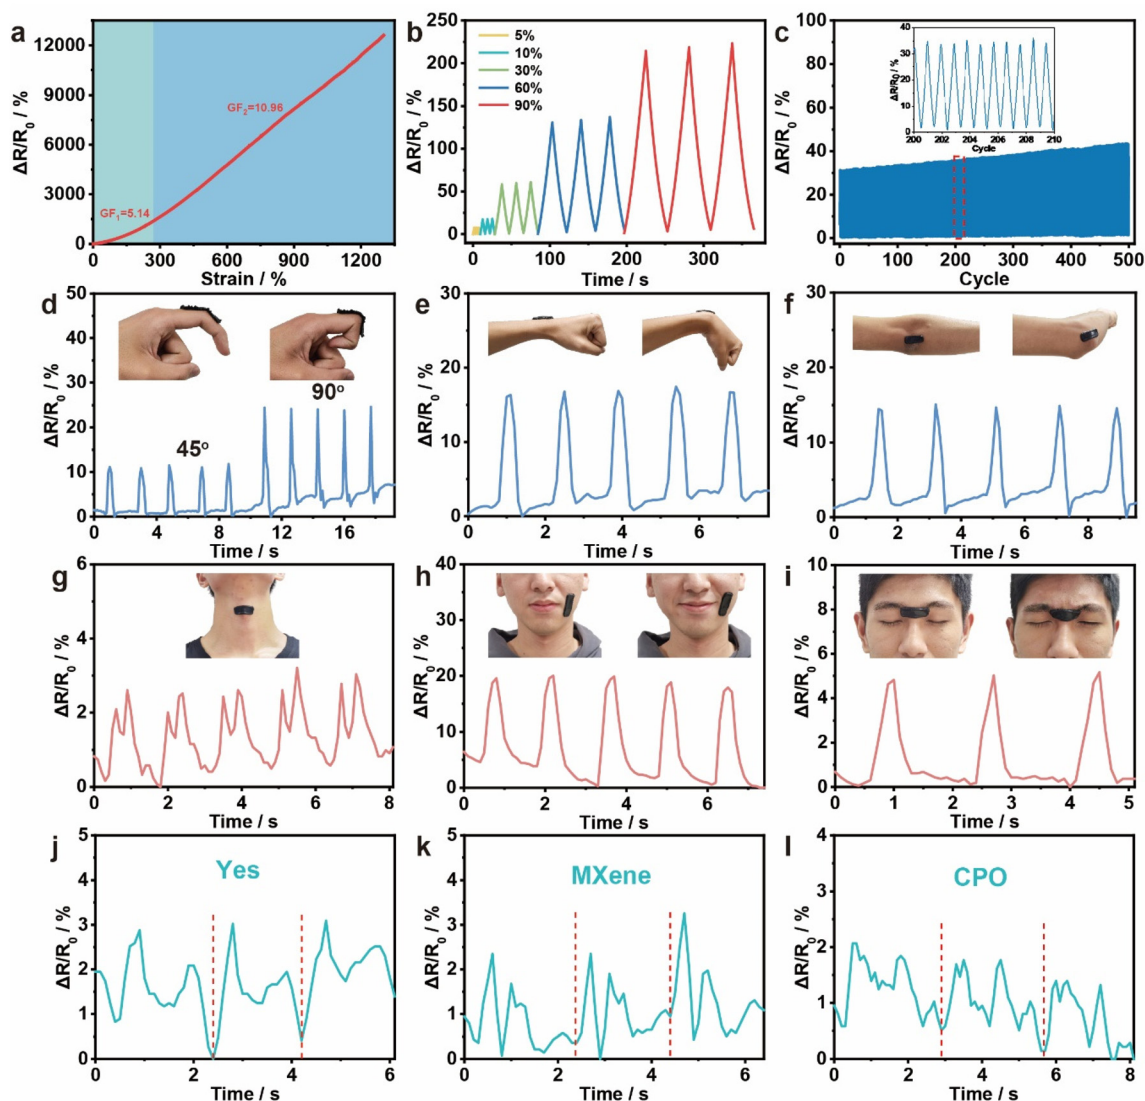 a
ΔR/R0 / %
12000
9000
6000
3000
0
GF1=5.14
GF2=10.96
0 300 600 900 1200
Strain / %
b
ΔR/R0 / %
250
200
150
100
50
0
5%
10%
30%
60%
90%
0 100 200 300
Time / s
c
ΔR/R0 / %
100
80
60
40
20
0
ΔR/R0 / %
40
30
20
10
0
200 202 204 206 208 210
Cycle
0 100 200 300 400 500
Cycle
d
ΔR/R0 / %
50
40
30
20
10
0
45o
90o
0 4 8 12 16
Time / s
e
ΔR/R0 / %
30
20
10
0
0 2 4 6
Time / s
f
ΔR/R0 / %
30
20
10
0
0 2 4 6 8
Time / s
g
ΔR/R0 / %
6
4
2
0
0 2 4 6 8
Time / s
h
ΔR/R0 / %
40
30
20
10
0
0 2 4 6
Time / s
i
ΔR/R0 / %
10
8
6
4
2
0
0 1 2 3 4 5
Time / s
j
ΔR/R0 / %
5
4
3
2
1
0
Yes
0 2 4 6
Time / s
k
ΔR/R0 / %
5
4
3
2
1
0
MXene
0 2 4 6
Time / s
l
ΔR/R0 / %
4
3
2
1
0
CPO
0 2 4 6 8
Time / s